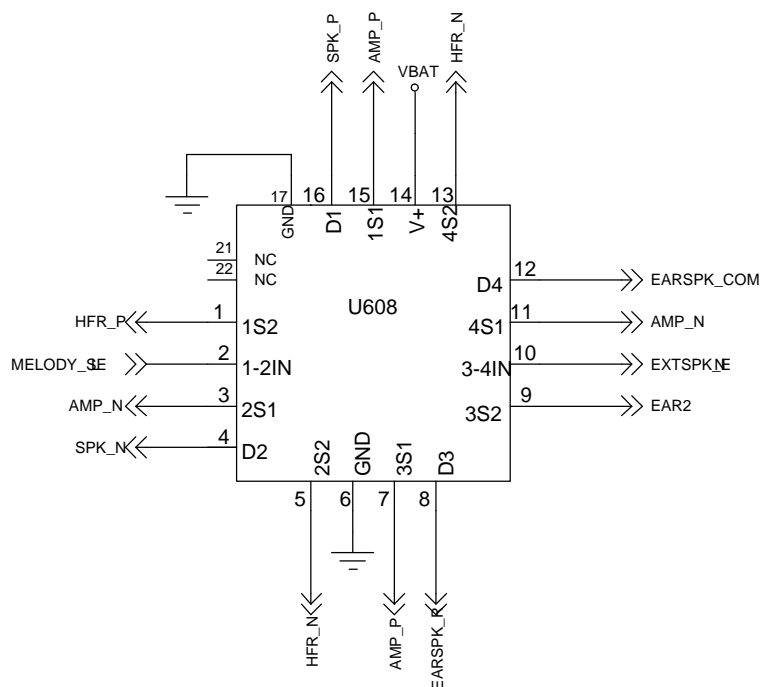 SPK_P
AMP_P
VBAT
HFR_N
17 16 15 14 13
GND D1 1S1 V+ 4S2
21 NC
22 NC
U608
D4 12 EARSPK_COM
HFR_P 1 1S2
4S1 11 AMP_N
2 1-2IN
3-4IN 10
AMP_N 3 2S1
3S2 9 EAR2
SPK_N 4 D2
2S2 GND 3S1 D3
5 6 7 8
HFR_N
AMP_P
EARSPK_P